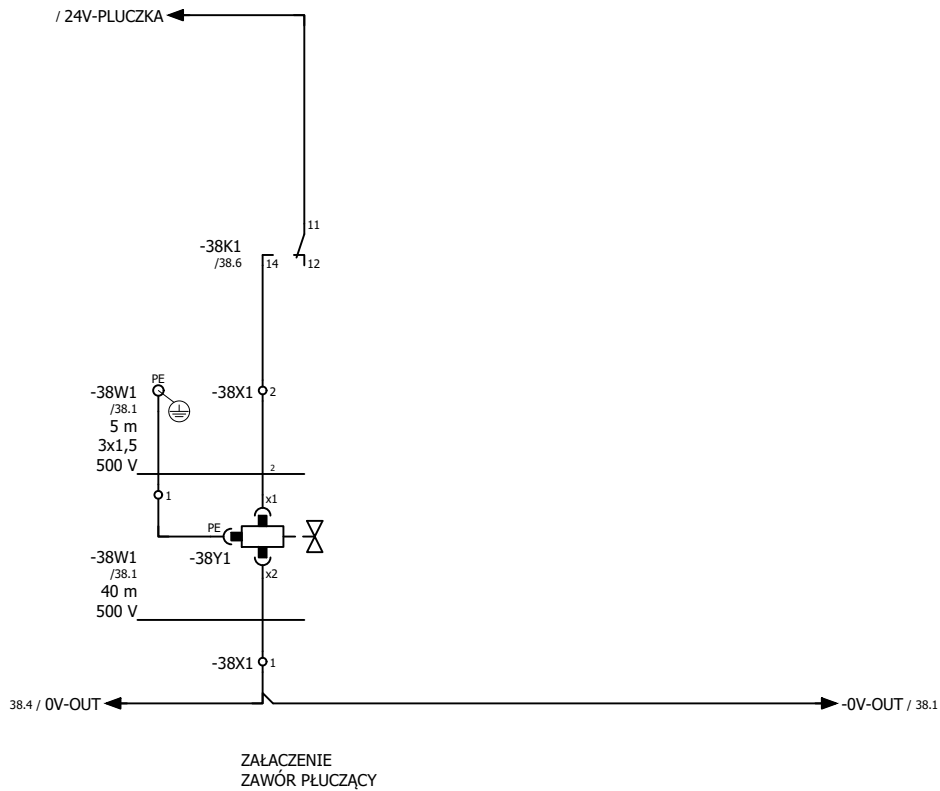 / 24V-PLUCZKA
11
-38K1
/38.6
14
12
PE
-38W1
/38.1
5 m
3x1,5
500 V
-38X1
2
2
1
x1
PE
-38Y1
x2
-38W1
/38.1
40 m
500 V
-38X1
1
38.4 / 0V-OUT
-0V-OUT / 38.1
ZAŁACZENIE
ZAWÓR PŁUCZĄCY